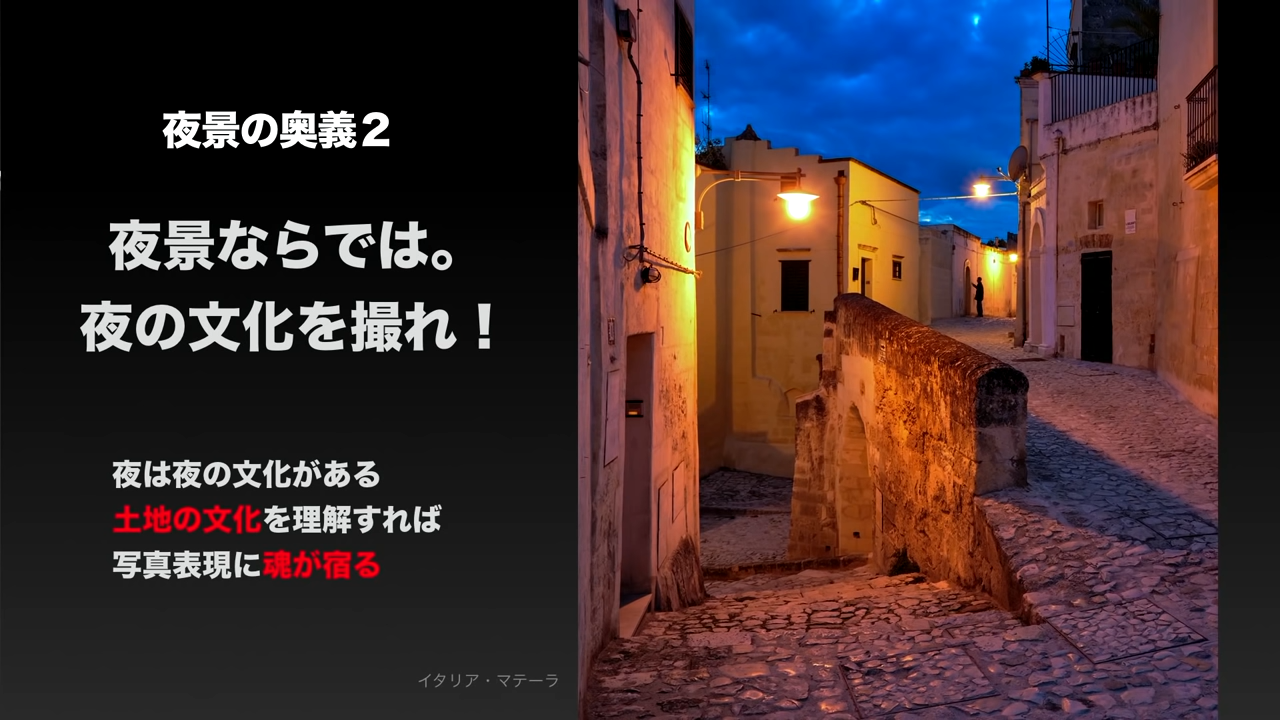 夜景の奥義２
夜景ならでは。
夜の文化を撮れ！
夜は夜の文化がある
土地の文化を理解すれば
写真表現に魂が宿る
イタリア・マテーラ